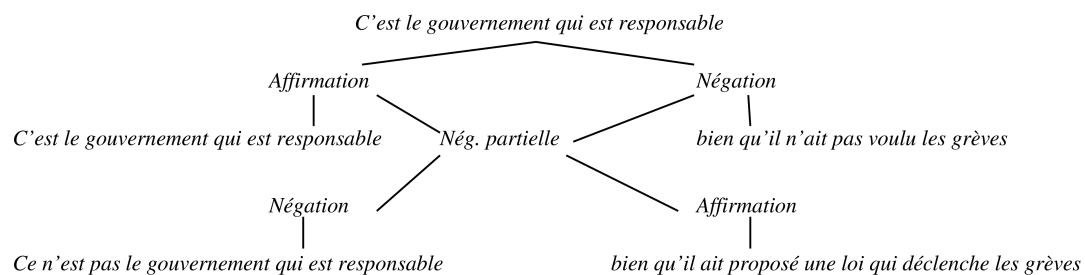 C’est le gouvernement qui est responsable
Affirmation Négation
C’est le gouvernement qui est responsable Nég. partielle bien qu’il n’ait pas voulu les grèves
Négation Affirmation
Ce n’est pas le gouvernement qui est responsable bien qu’il ait proposé une loi qui déclenche les grèves